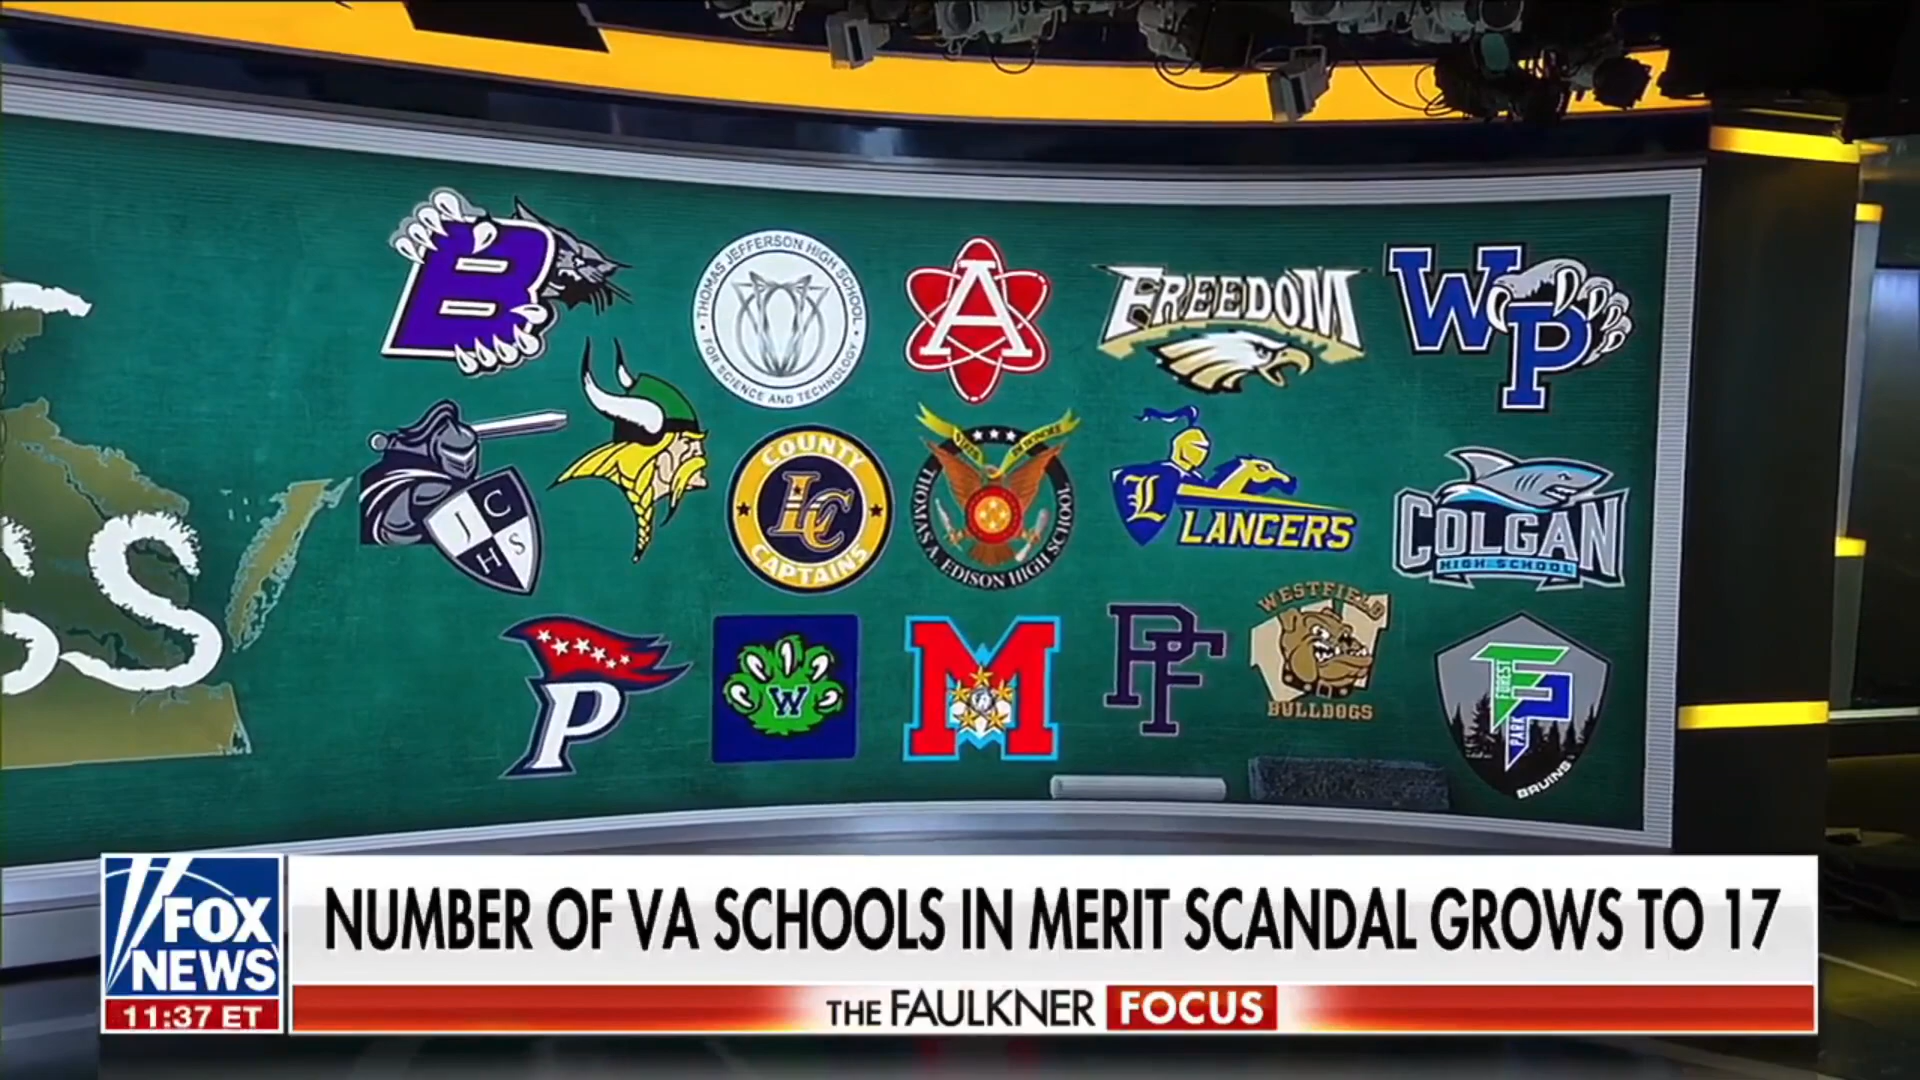 B
THOMAS JEFFERSON HIGH SCHOOL
FOR SCIENCE AND TECHNOLOGY
A
FREEDOM
WP
J C
H S
COUNTY
LC
CAPTAINS
THOMAS A. EDISON HIGH SCHOOL
L
LANCERS
COLGAN
HIGH SCHOOL
SS
P
W
M
PF
WESTFIELD
BULLDOGS
FP
FOREST
PARK
BRUINS
FOX
NEWS
11:37 ET
NUMBER OF VA SCHOOLS IN MERIT SCANDAL GROWS TO 17
THE FAULKNER FOCUS